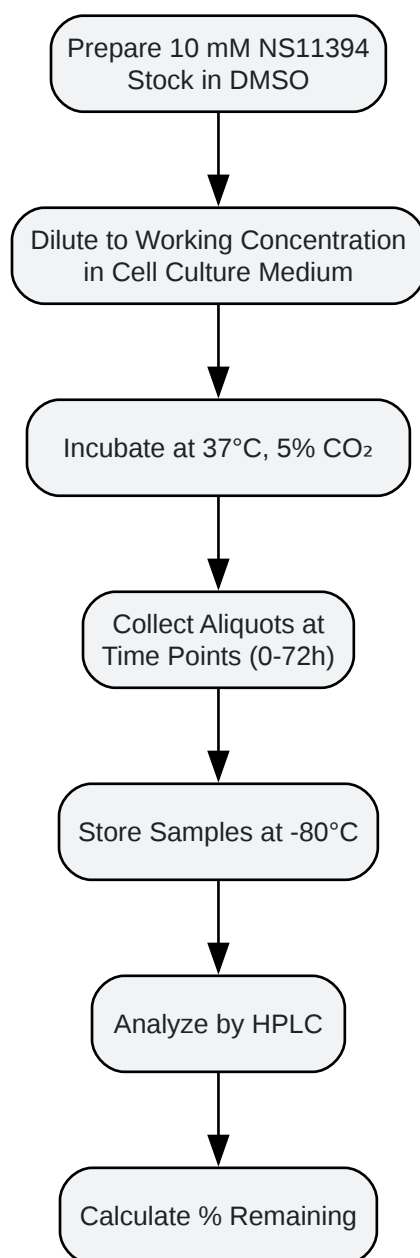 Prepare 10 mM NS11394
Stock in DMSO
Dilute to Working Concentration
in Cell Culture Medium
Incubate at 37°C, 5% CO₂
Collect Aliquots at
Time Points (0-72h)
Store Samples at -80°C
Analyze by HPLC
Calculate % Remaining